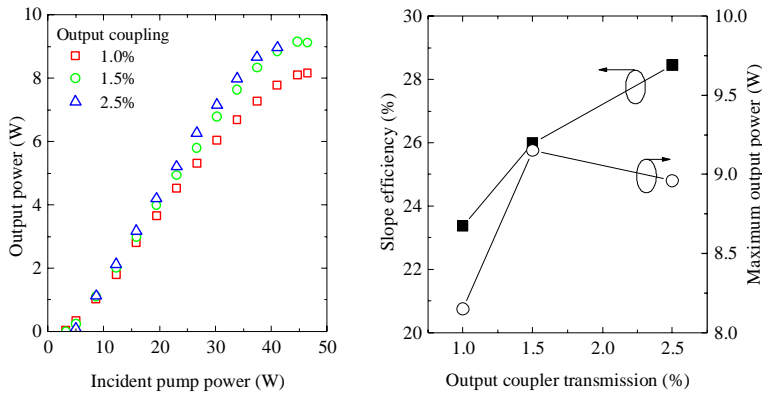 Output coupling
1.0%
1.5%
2.5%
10
8
6
4
2
0
0 10 20 30 40 50
Output power (W)
Incident pump power (W)
30
28
26
24
22
20
Slope efficiency (%)
10.0
9.5
9.0
8.5
8.0
Maximum output power (W)
1.0 1.5 2.0 2.5
Output coupler transmission (%)